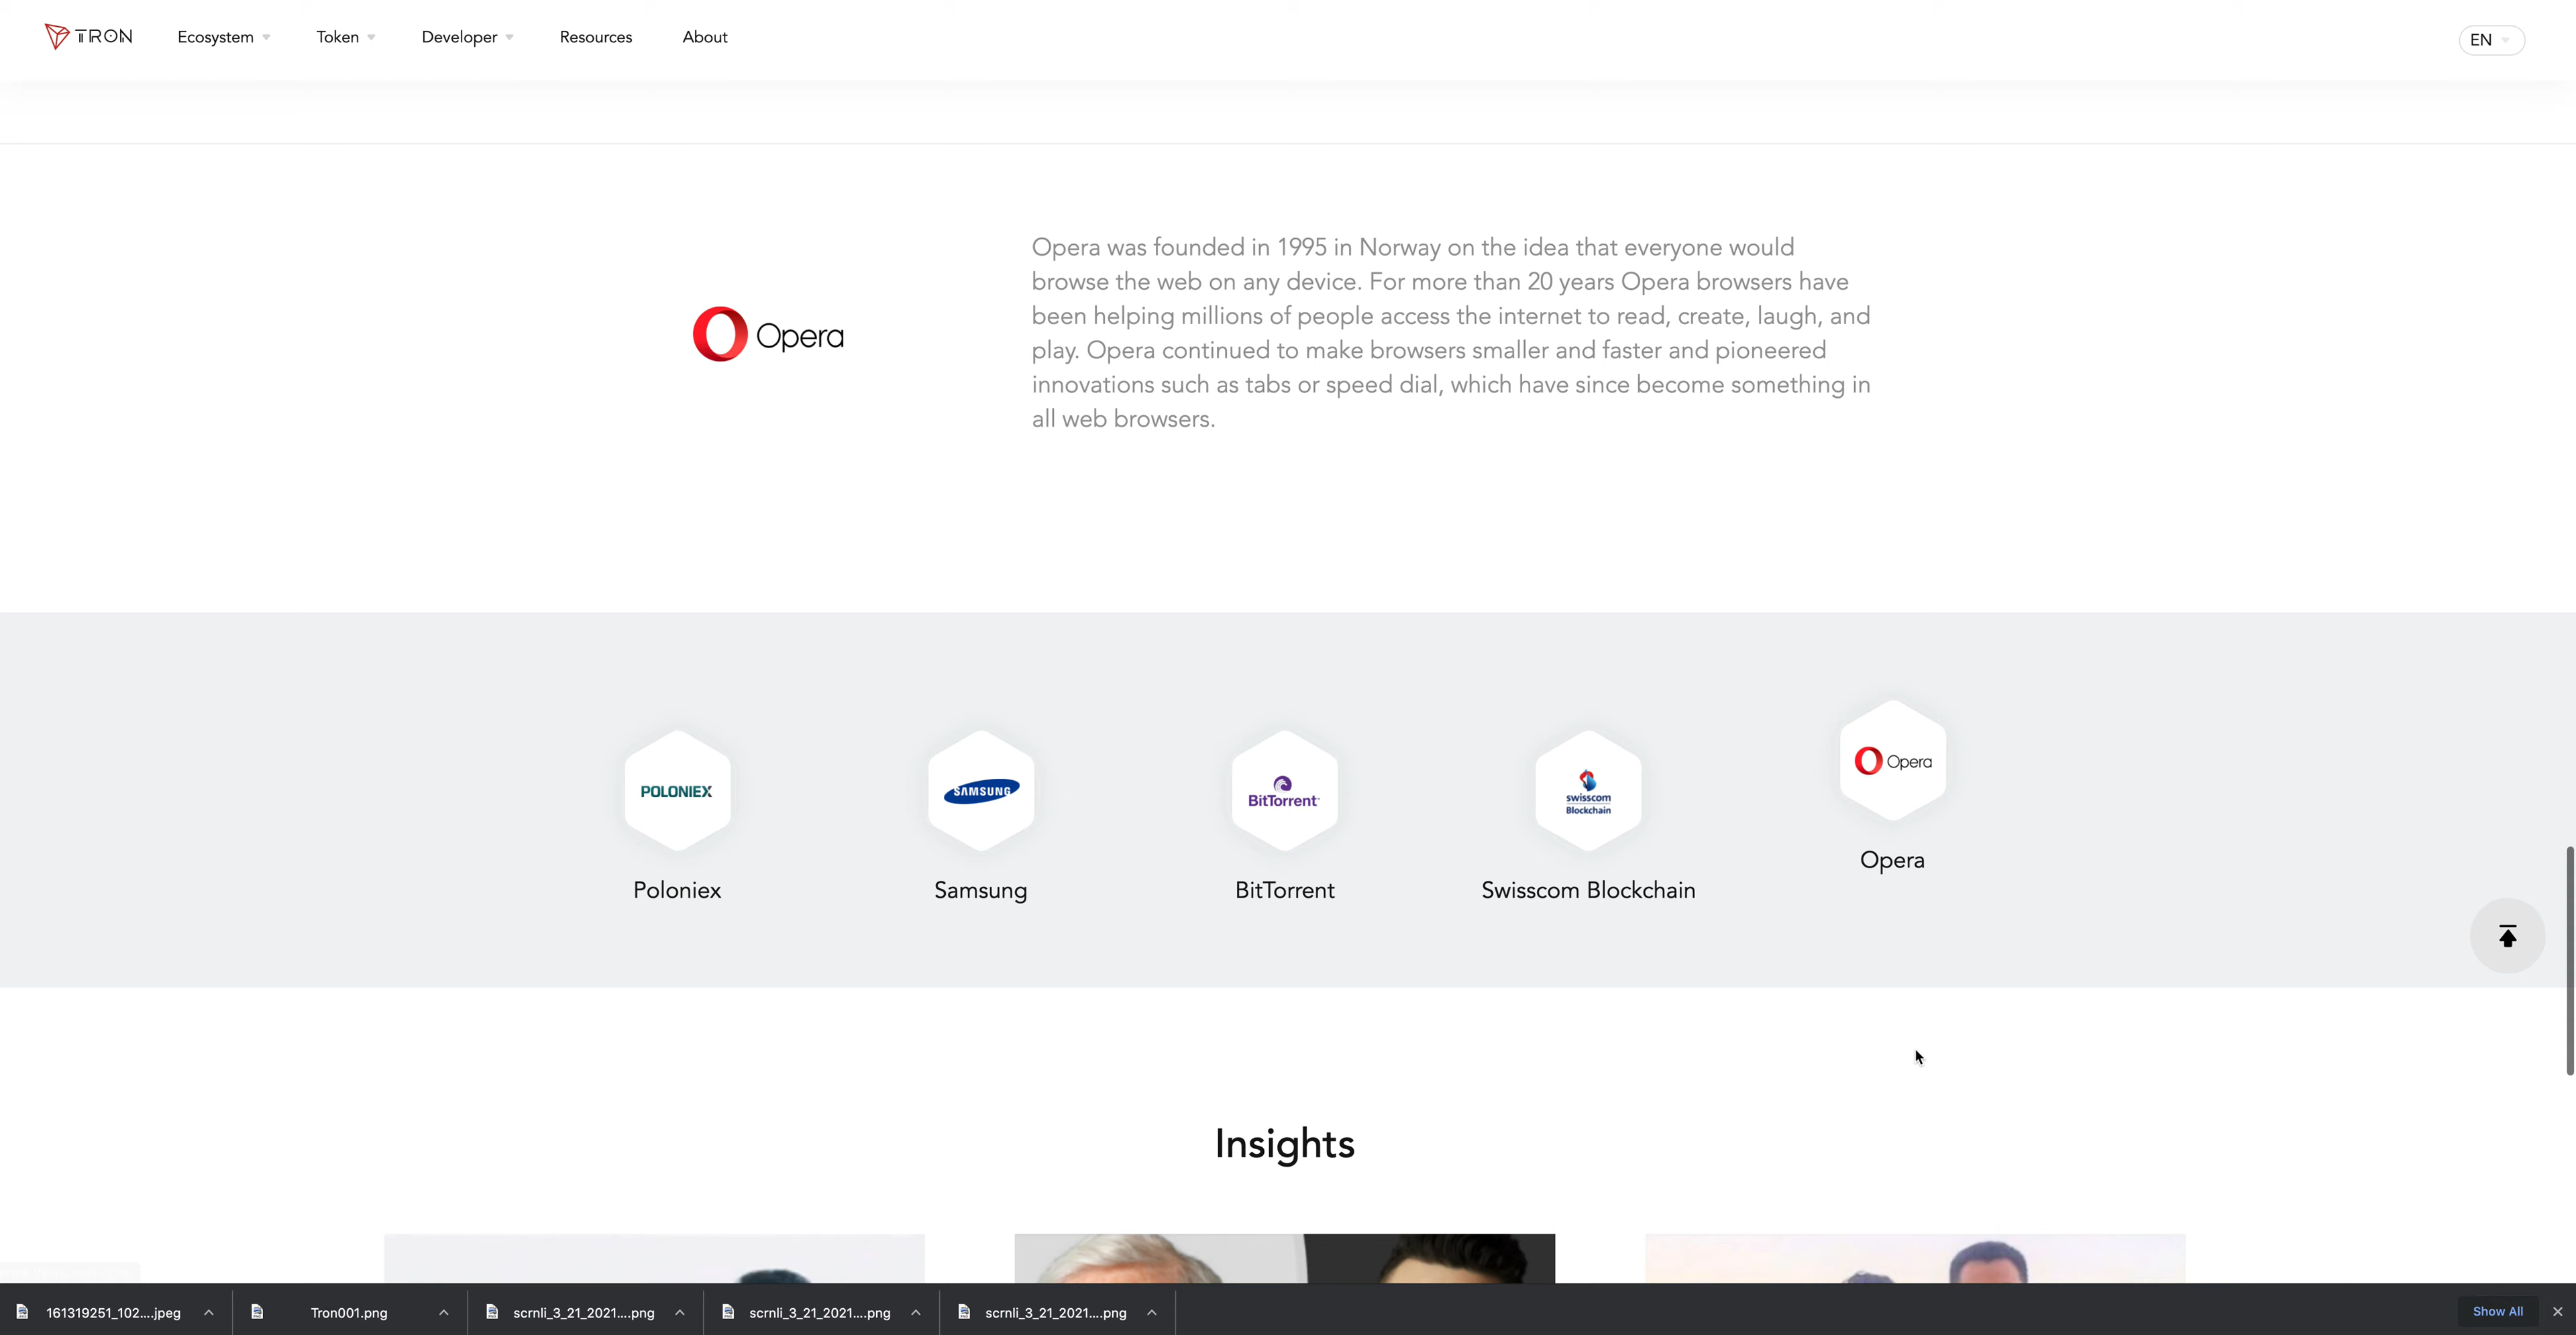 TRON Ecosystem Token Developer Resources About EN
Opera was founded in 1995 in Norway on the idea that everyone would
browse the web on any device. For more than 20 years Opera browsers have
been helping millions of people access the internet to read, create, laugh, and
play. Opera continued to make browsers smaller and faster and pioneered
innovations such as tabs or speed dial, which have since become something in
all web browsers.
Opera
POLONIEX
SAMSUNG
BitTorrent
swisscom
Blockchain
Opera
Poloniex
Samsung
BitTorrent
Swisscom Blockchain
Opera
Insights
161319251_102....jpeg Tron001.png scrnli_3_21_2021....png scrnli_3_21_2021....png scrnli_3_21_2021....png Show All